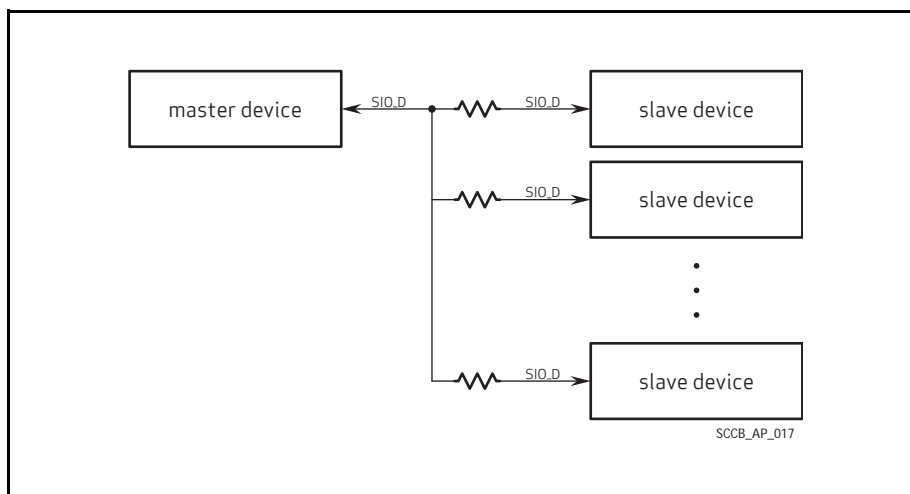 master device
SIO_D
SIO_D
slave device
SIO_D
slave device
SIO_D
slave device
SCCB_AP_017